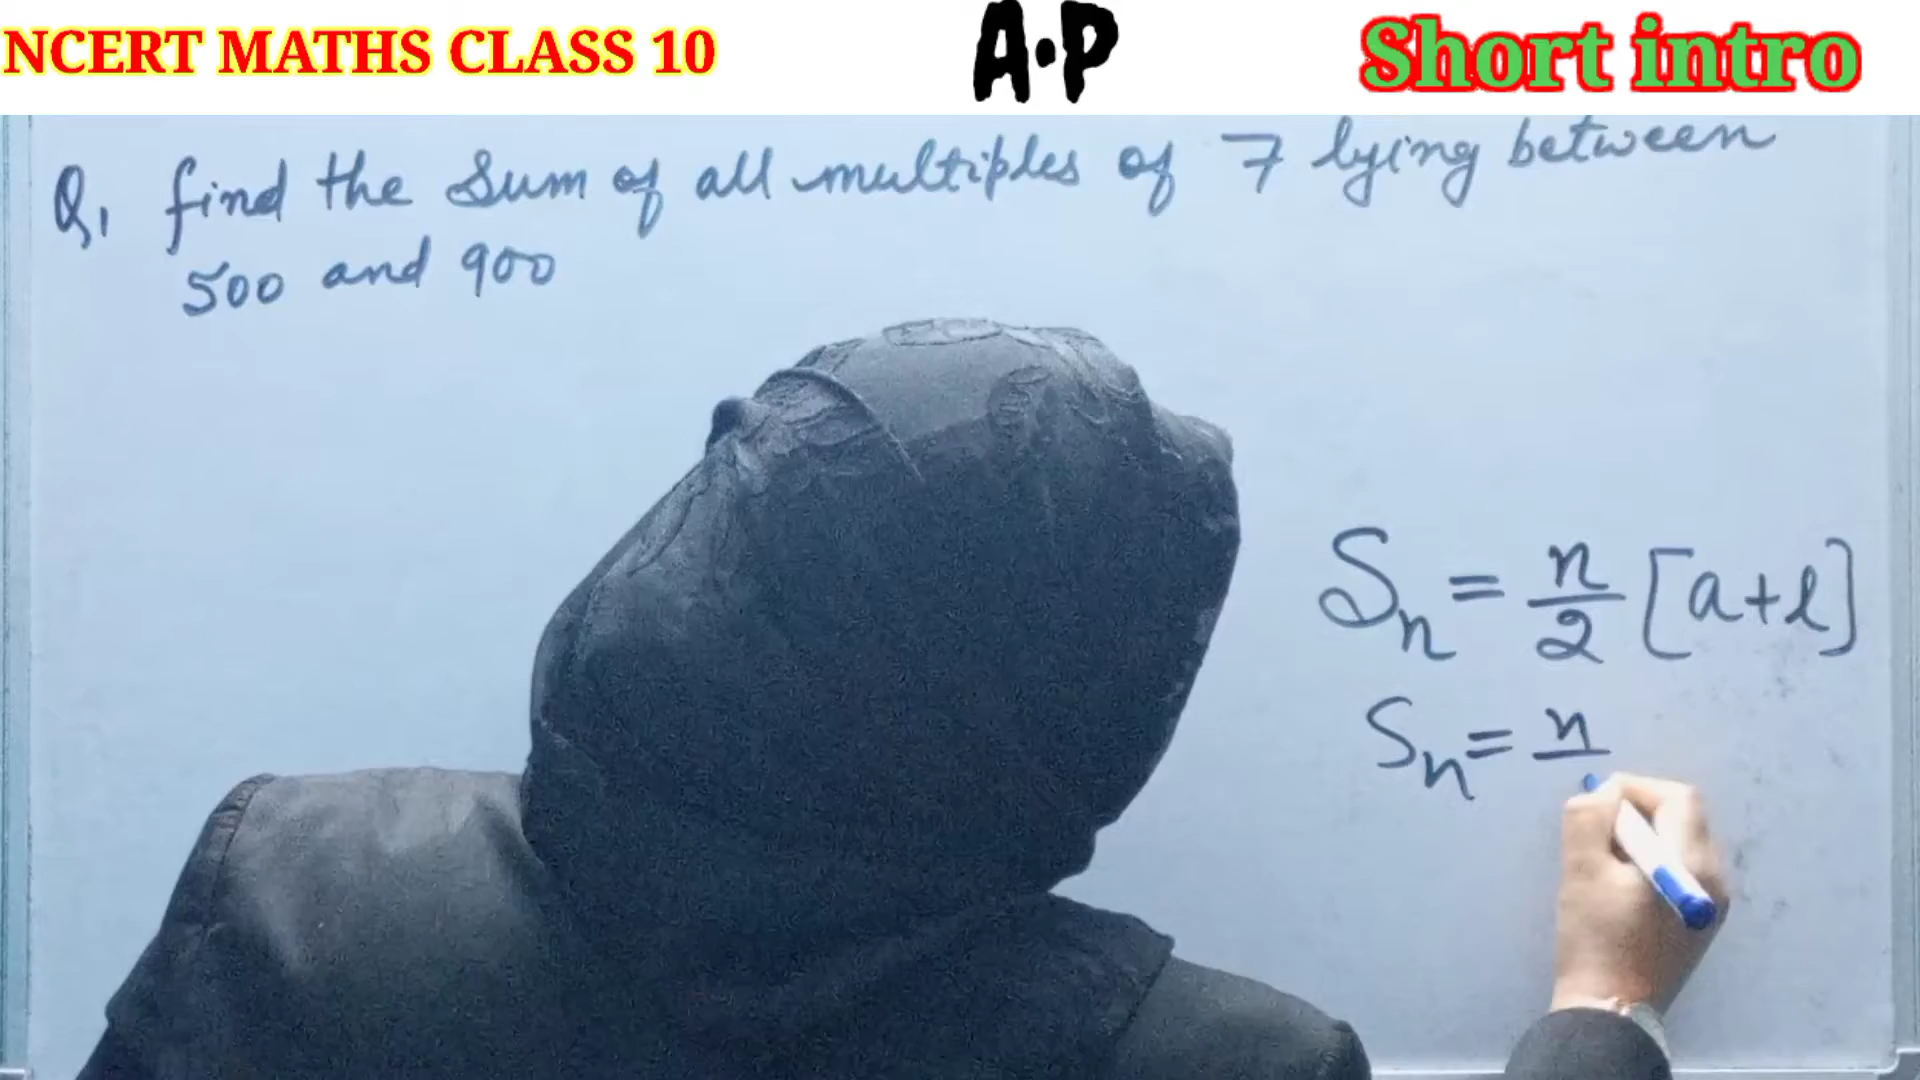 NCERT MATHS CLASS 10
A.P
Short intro
Q1 find the Sum of all multiples of 7 lying between
500 and 900
Sn = n/2 [a+l]
Sn = n